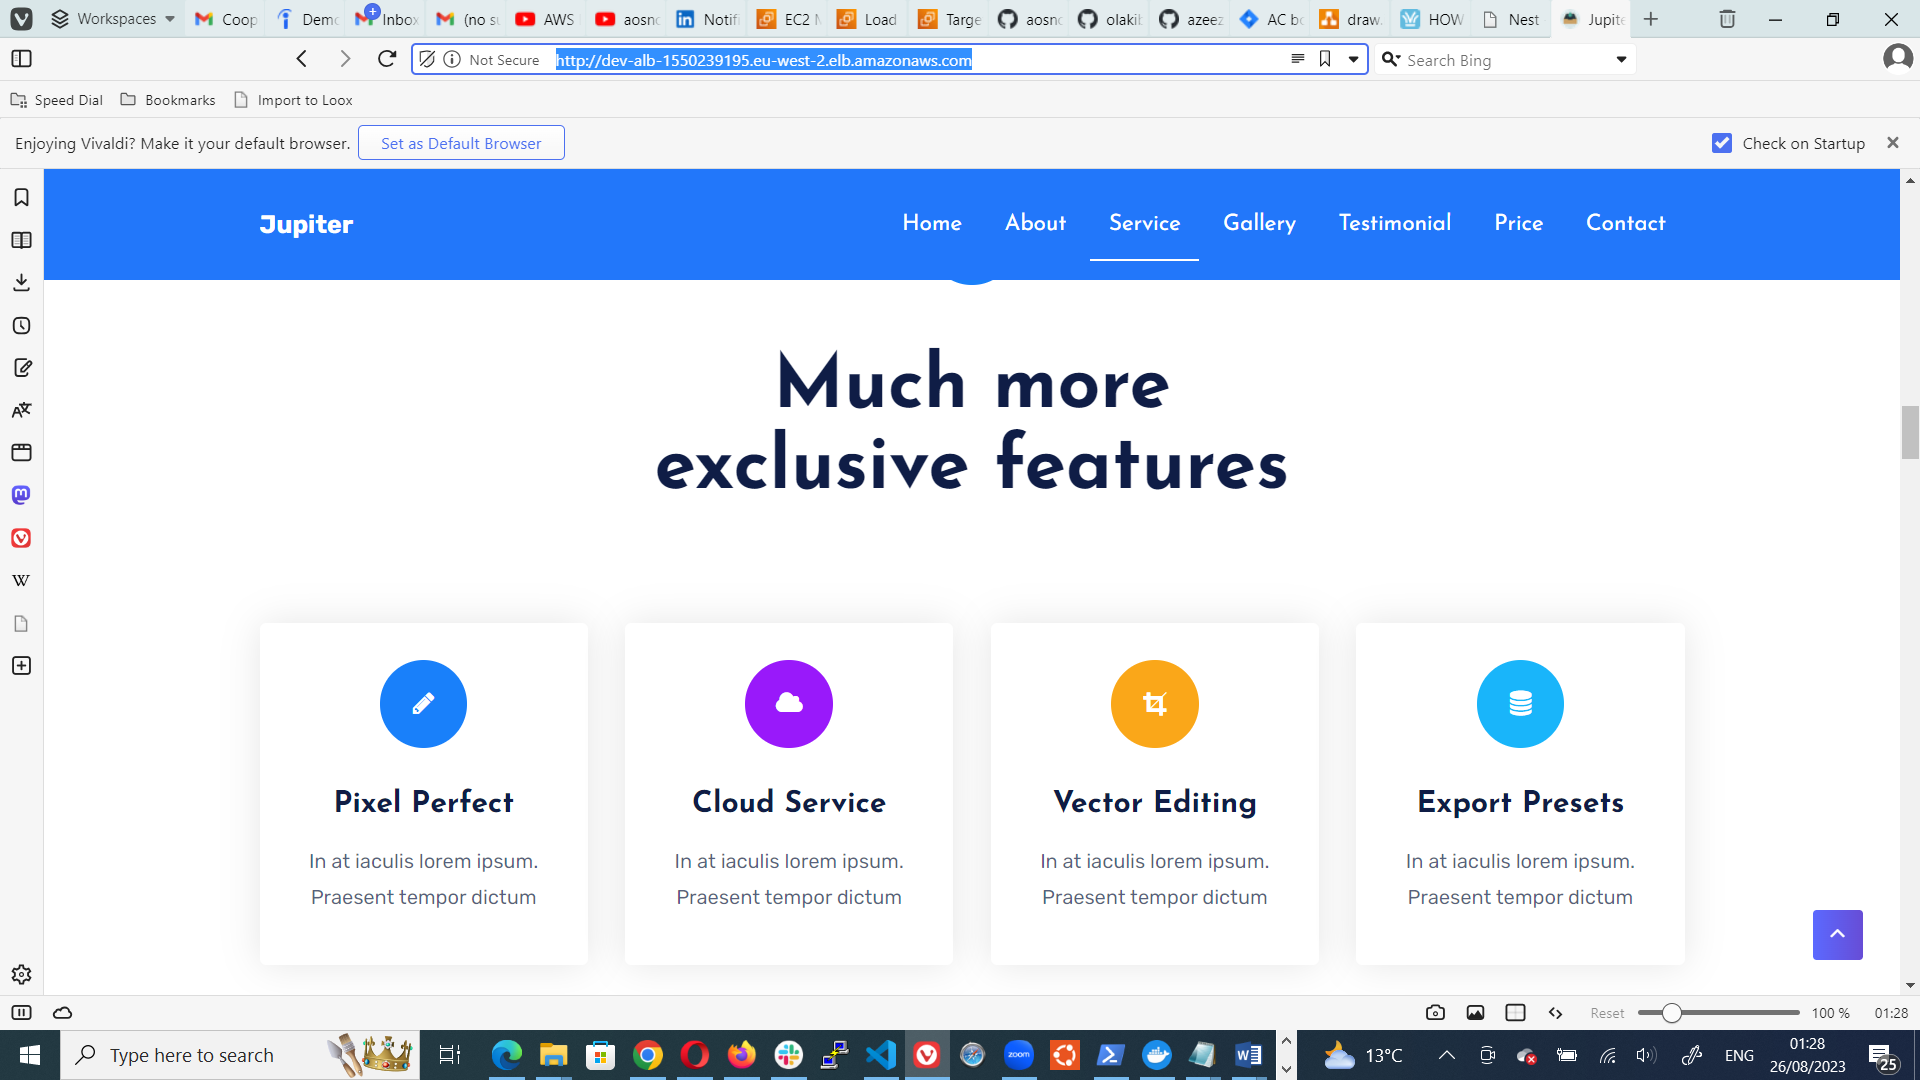 Workspaces
Coop
Demo
Inbox
(no su
AWS
aosno
Notifi
EC2 M
Load
Targe
aosno
olakib
azeez
AC bo
draw.
HOW
Nest
Jupite
Not Secure
http://dev-alb-1550239195.eu-west-2.elb.amazonaws.com
Search Bing
Speed Dial
Bookmarks
Import to Loox
Enjoying Vivaldi? Make it your default browser.
Set as Default Browser
Check on Startup
Jupiter
Home
About
Service
Gallery
Testimonial
Price
Contact
Much more
exclusive features
Pixel Perfect
In at iaculis lorem ipsum.
Praesent tempor dictum
Cloud Service
In at iaculis lorem ipsum.
Praesent tempor dictum
Vector Editing
In at iaculis lorem ipsum.
Praesent tempor dictum
Export Presets
In at iaculis lorem ipsum.
Praesent tempor dictum
W
Reset
100 %
01:28
Type here to search
zoom
13°C
ENG
01:28
26/08/2023
25